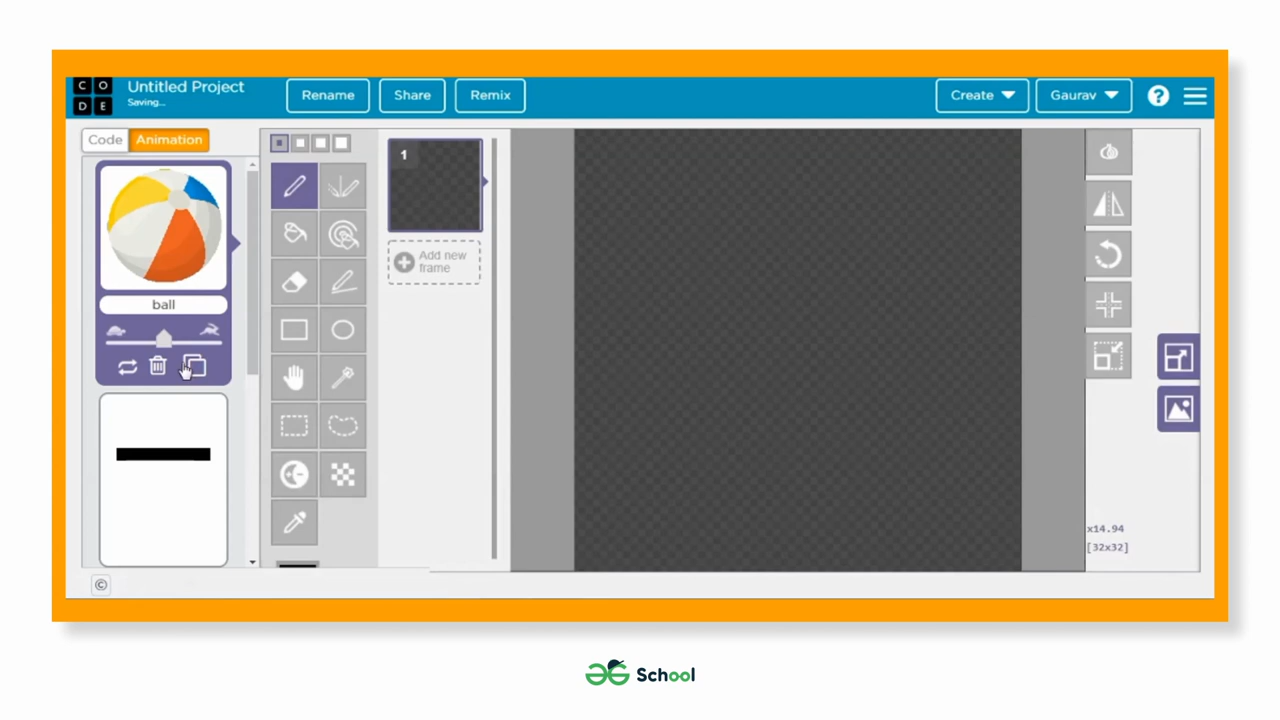 C O
D E
Untitled Project
Saving...
Rename
Share
Remix
Create
Gaurav
?
Code
Animation
1
Add new
frame
ball
x14.94
[32x32]
©
School